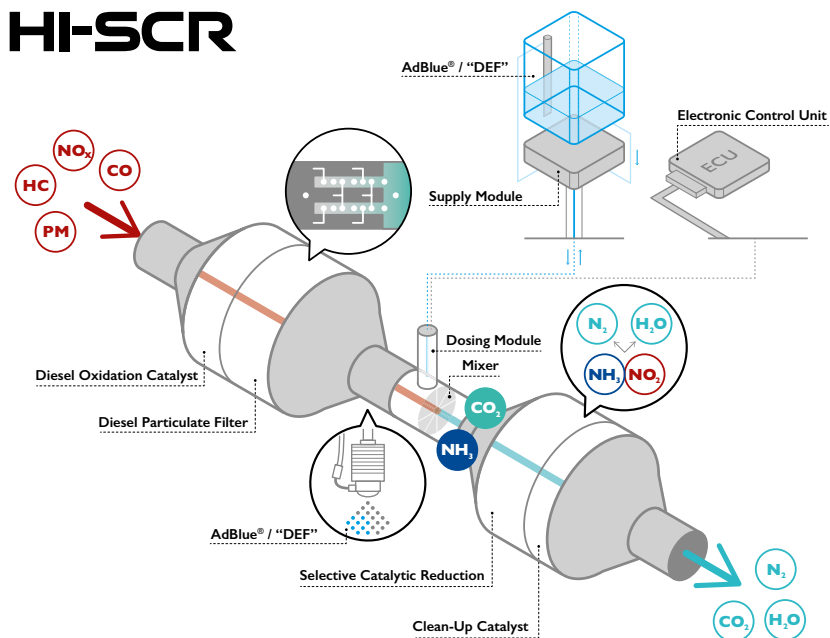 HI-SCR
AdBlue® / “DEF”
Electronic Control Unit
ECU
Supply Module
NOx
CO
HC
PM
N2
H2O
NH3
NO2
Dosing Module
Mixer
CO2
NH3
Diesel Oxidation Catalyst
Diesel Particulate Filter
AdBlue® / “DEF”
Selective Catalytic Reduction
Clean-Up Catalyst
N2
CO2
H2O